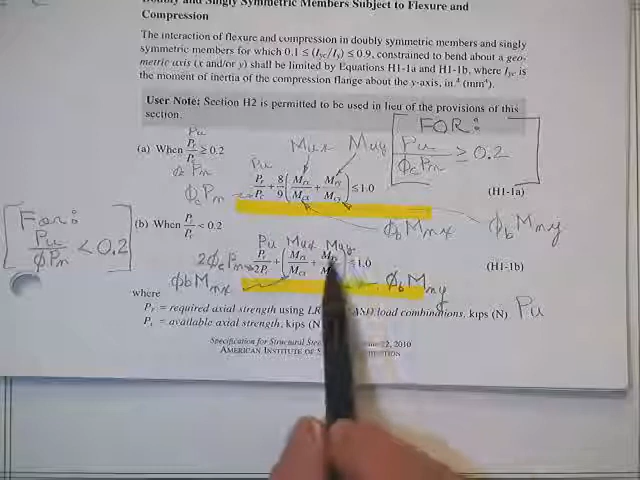 Doubly and Singly Symmetric Members Subject to Flexure and
Compression
The interaction of flexure and compression in doubly symmetric members and singly
symmetric members for which 0.1 ≤ (Iyc/Iy) ≤ 0.9, constrained to bend about a geo-
metric axis (x and/or y) shall be limited by Equations H1-1a and H1-1b, where Iyc is
the moment of inertia of the compression flange about the y-axis, in.⁴ (mm⁴).
User Note: Section H2 is permitted to be used in lieu of the provisions of this
section.
FOR:
Pu/ϕcPn ≥ 0.2
Pu
(a) When Pr/Pc ≥ 0.2
ϕcPn
Mux Muy
Pu
ϕcPn
Pr/Pc + 8/9 (Mrx/Mcx + Mry/Mcy) ≤ 1.0
(H1-1a)
ϕbMnx ϕbMny
For:
Pu/ϕPn < 0.2
(b) When Pr/Pc < 0.2
Pu Mux Muy
2ϕcPn
Pr/2Pc + (Mrx/Mcx + M ≤1.0
(H1-1b)
ϕbMnx ϕbMny
where
Pr = required axial strength using LR ASD load combinations, kips (N) Pu
Pc = available axial strength, kips (N
Specification for Structural Stee 22, 2010
AMERICAN INSTITUTE OF S CONSTRUCTION